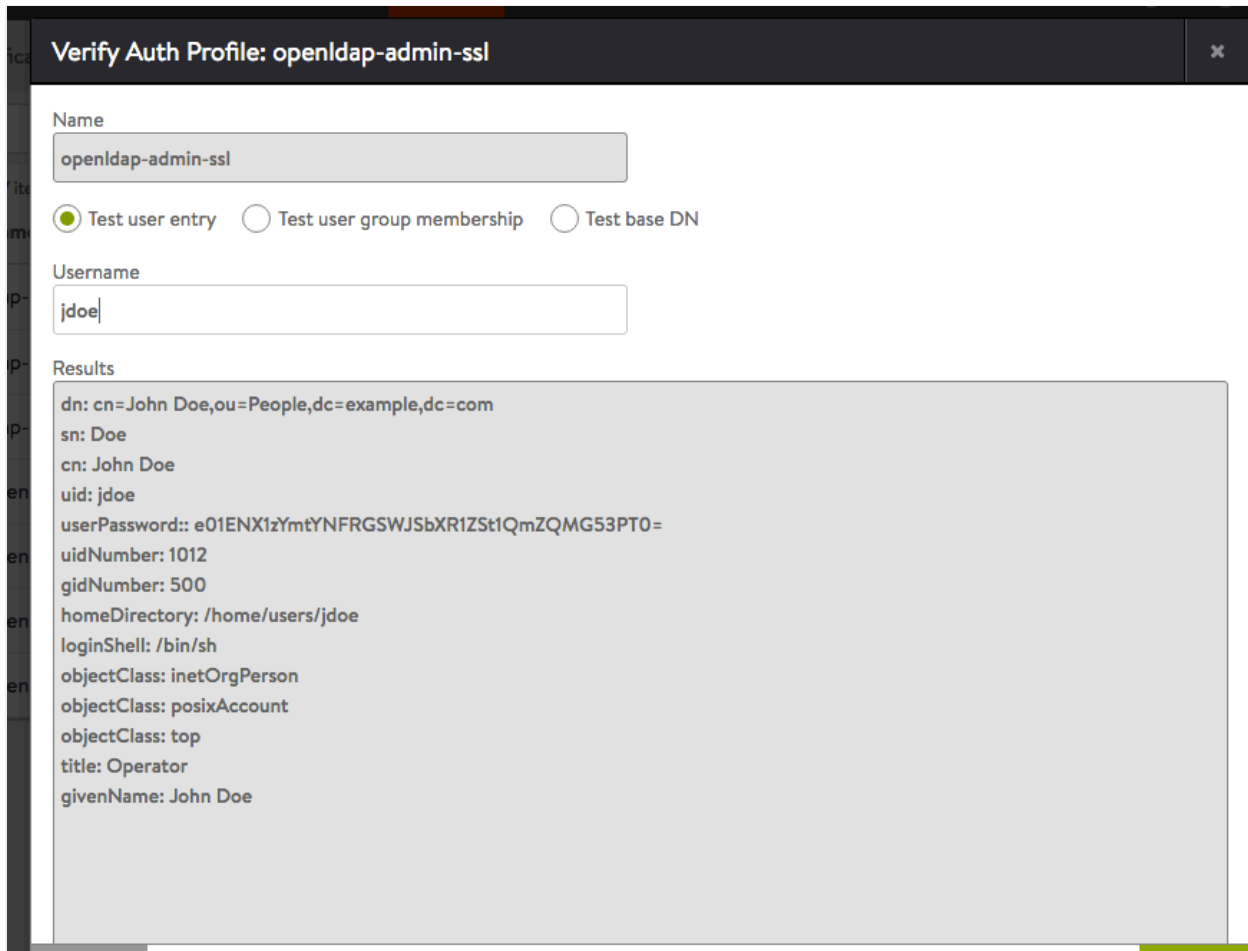 Verify Auth Profile: openldap-admin-ssl
Name
openldap-admin-ssl
Test user entry Test user group membership Test base DN
Username
jdoe
Results
dn: cn=John Doe,ou=People,dc=example,dc=com
sn: Doe
cn: John Doe
uid: jdoe
userPassword:: e01ENX1zYmtYNFRGSWJSbXR1ZSt1QmZQMG53PT0=
uidNumber: 1012
gidNumber: 500
homeDirectory: /home/users/jdoe
loginShell: /bin/sh
objectClass: inetOrgPerson
objectClass: posixAccount
objectClass: top
title: Operator
givenName: John Doe